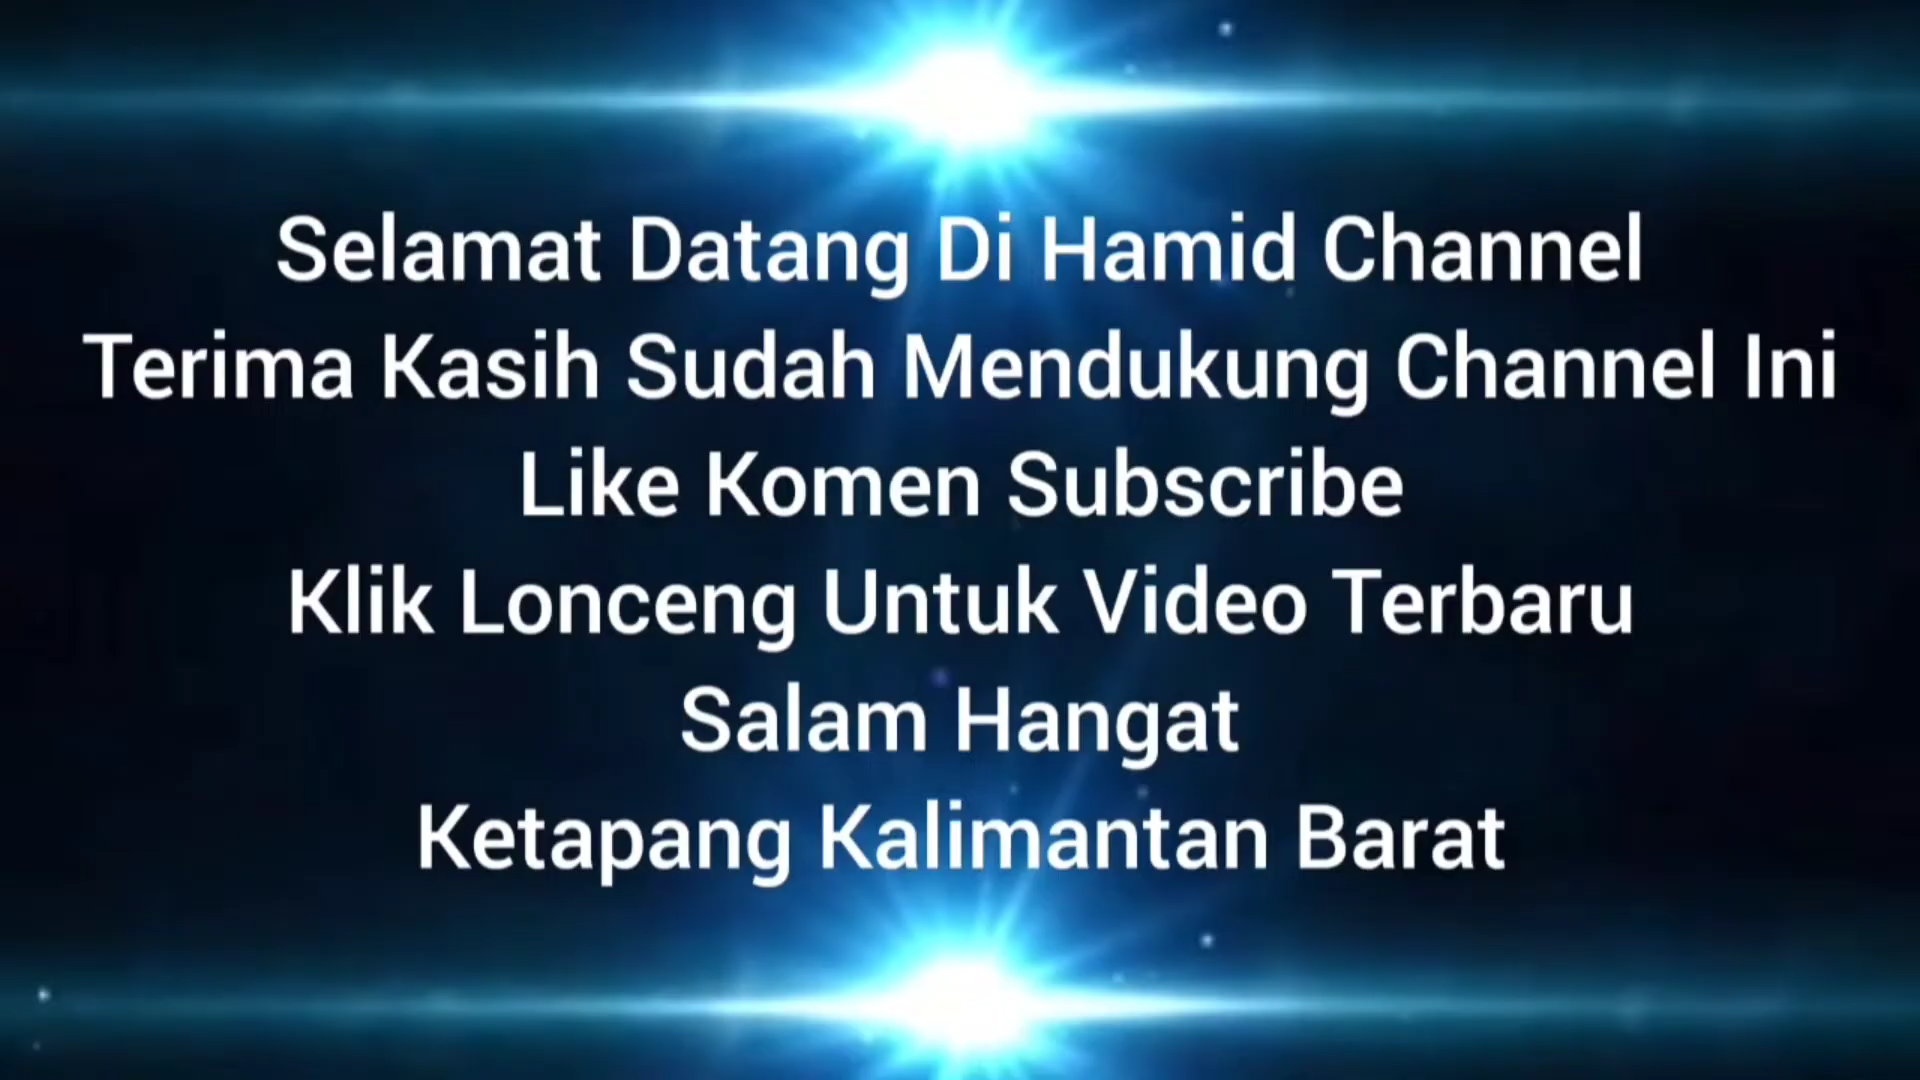 Selamat Datang Di Hamid Channel
Terima Kasih Sudah Mendukung Channel Ini
Like Komen Subscribe
Klik Lonceng Untuk Video Terbaru
Salam Hangat
Ketapang Kalimantan Barat